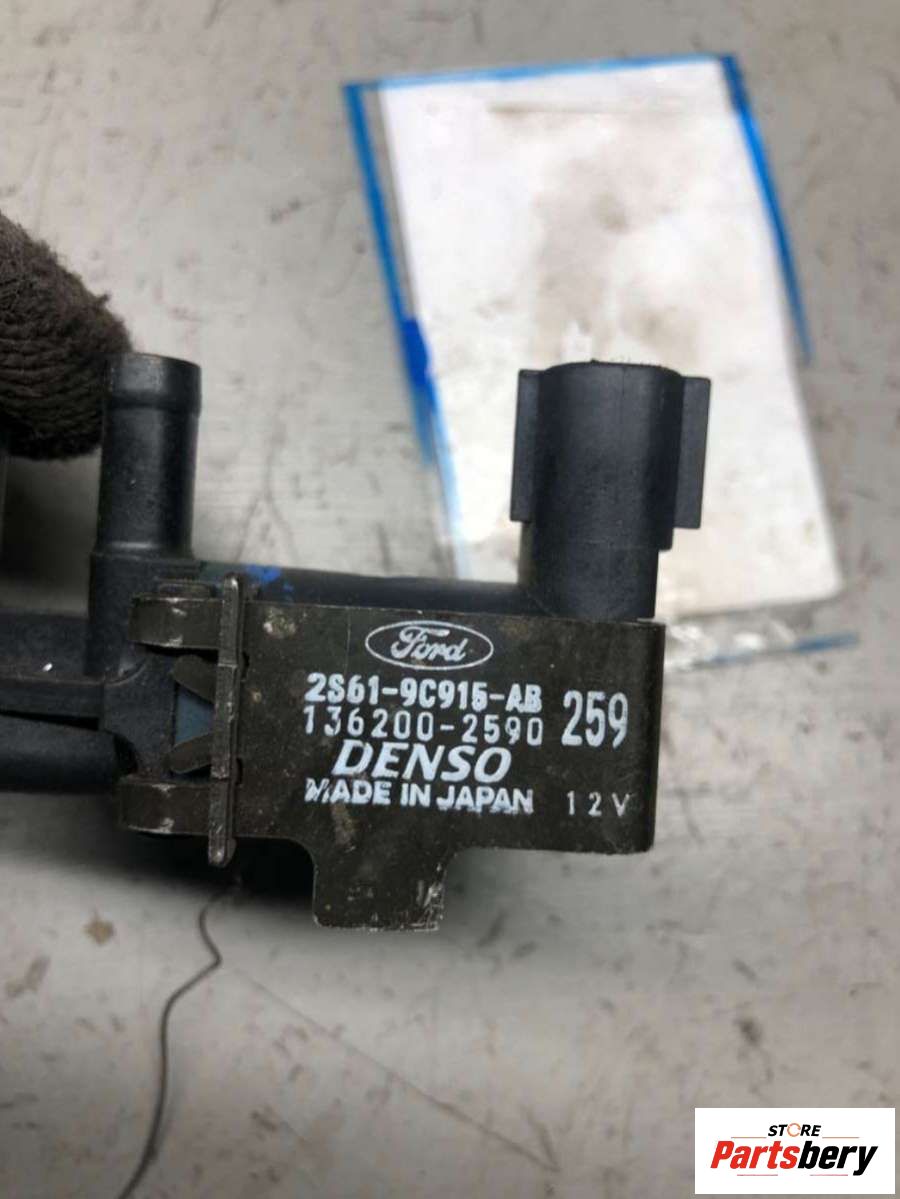 Ford
2S61-9C915-AB 259
136200-2590
DENSO
MADE IN JAPAN 12V
STORE
Partsbery